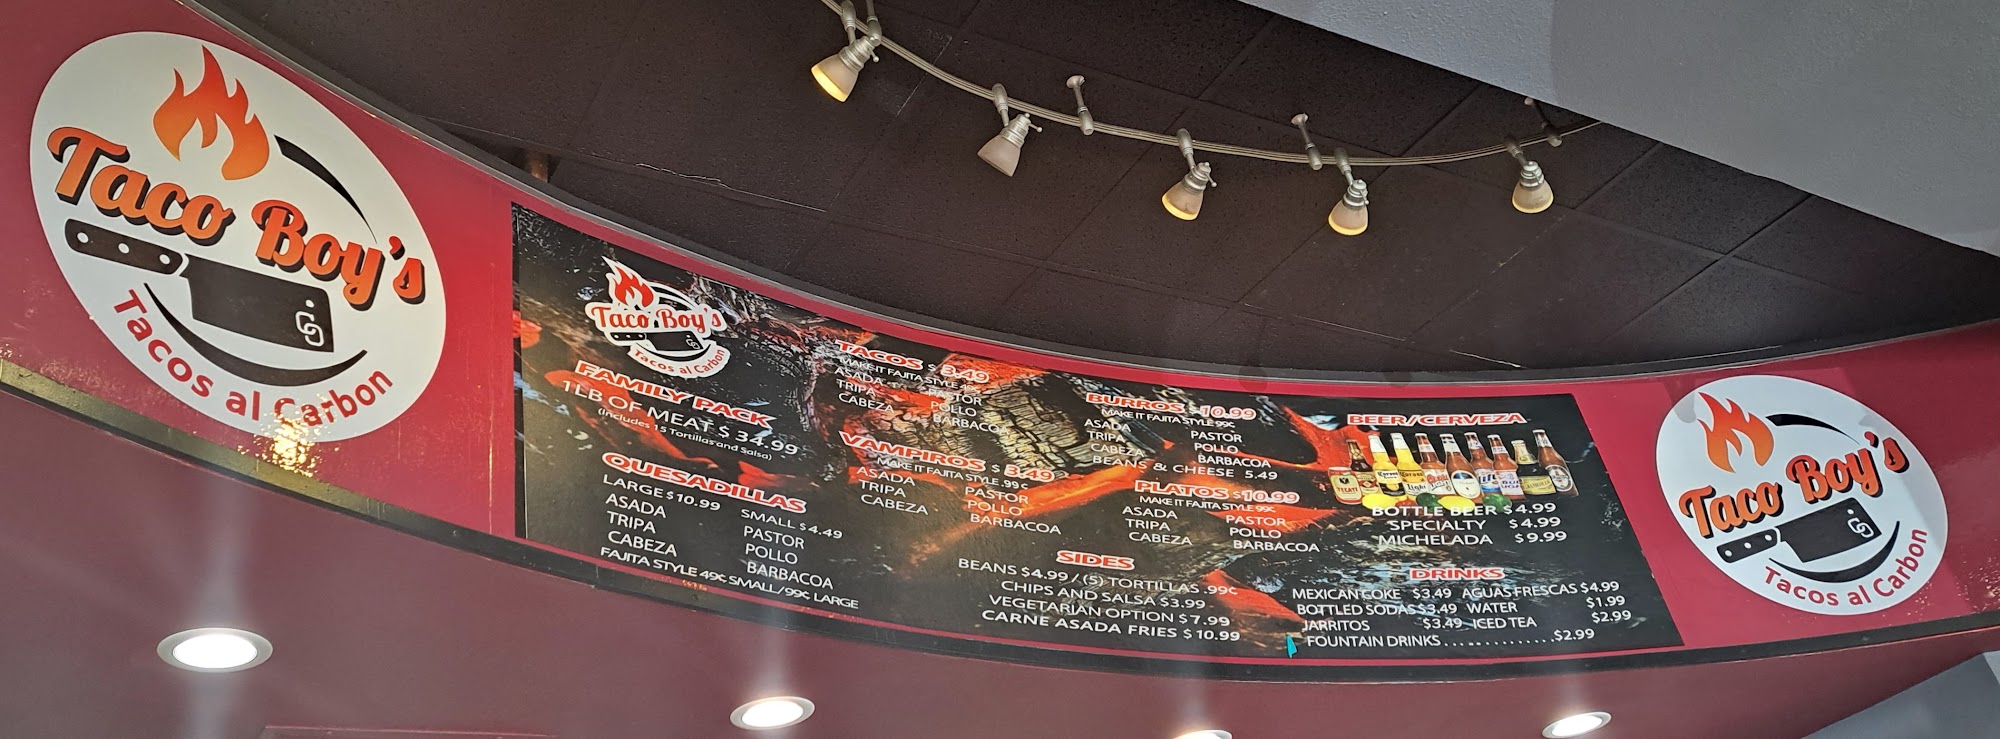 Taco Boy's
Tacos al Carbon
Taco Boy's
Tacos al Carbon
FAMILY PACK
1 LB OF MEAT $ 34.99
(Includes 15 Tortillas and Salsa)
QUESADILLAS
LARGE $10.99 SMALL $4.49
ASADA PASTOR
TRIPA POLLO
CABEZA BARBACOA
FAJITA STYLE 49¢ SMALL/99¢ LARGE
TACOS $ 3.49
MAKE IT FAJITA STYLE .49¢
ASADA PASTOR
TRIPA POLLO
CABEZA BARBACOA
VAMPIROS $ 3.49
MAKE IT FAJITA STYLE .99¢
ASADA PASTOR
TRIPA POLLO
CABEZA BARBACOA
SIDES
BEANS $4.99 / (5) TORTILLAS .99¢
CHIPS AND SALSA $3.99
VEGETARIAN OPTION $7.99
CARNE ASADA FRIES $10.99
BURROS $10.99
MAKE IT FAJITA STYLE 99¢
ASADA PASTOR
TRIPA POLLO
CABEZA BARBACOA
BEANS & CHEESE 5.49
PLATOS $10.99
MAKE IT FAJITA STYLE 99¢
ASADA PASTOR
TRIPA POLLO
CABEZA BARBACOA
BEER/CERVEZA
TECATE
BOTTLE BEER $4.99
SPECIALTY $4.99
MICHELADA $9.99
DRINKS
MEXICAN COKE $3.49 AGUAS FRESCAS $4.99
BOTTLED SODAS $3.49 WATER $1.99
JARRITOS $3.49 ICED TEA $2.99
FOUNTAIN DRINKS..................$2.99
Taco Boy's
Tacos al Carbon